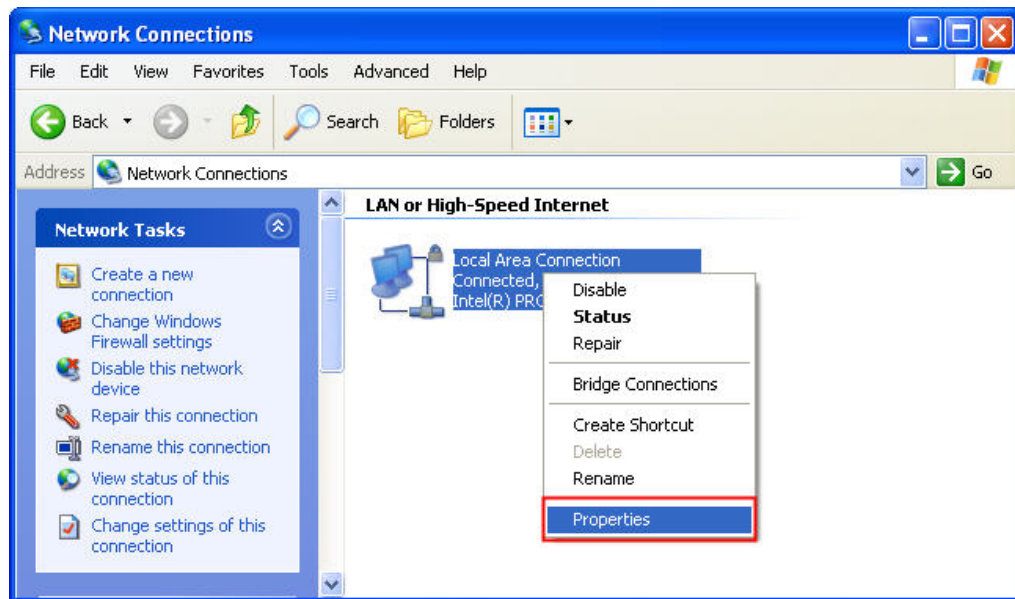 Network Connections
File Edit View Favorites Tools Advanced Help
Back Search Folders
Address Network Connections Go
Network Tasks
Create a new
connection
Change Windows
Firewall settings
Disable this network
device
Repair this connection
Rename this connection
View status of this
connection
Change settings of this
connection
LAN or High-Speed Internet
Local Area Connection
Connected,
Intel(R)
Disable
Status
Repair
Bridge Connections
Create Shortcut
Delete
Rename
Properties